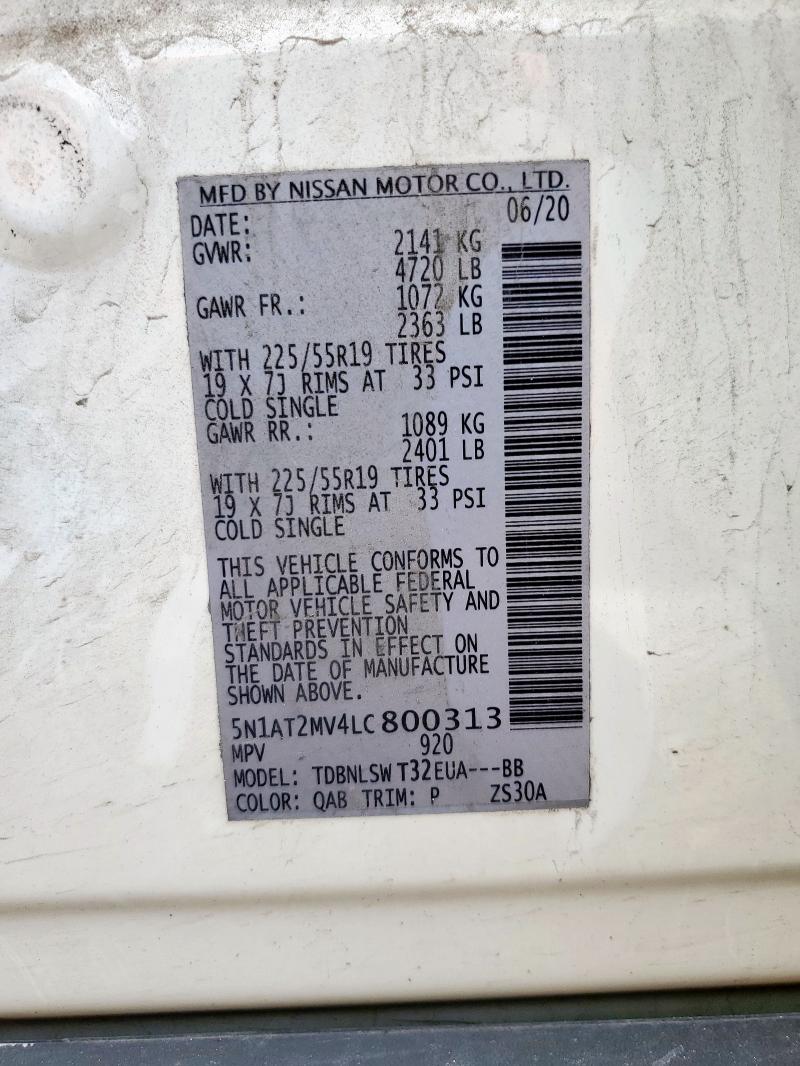 MFD BY NISSAN MOTOR CO., LTD.
DATE: 06/20
GVWR: 2141 KG
4720 LB
GAWR FR.: 1072 KG
2363 LB
WITH 225/55R19 TIRES
19 X 7J RIMS AT 33 PSI
COLD SINGLE
GAWR RR.: 1089 KG
2401 LB
WITH 225/55R19 TIRES
19 X 7J RIMS AT 33 PSI
COLD SINGLE
THIS VEHICLE CONFORMS TO
ALL APPLICABLE FEDERAL
MOTOR VEHICLE SAFETY AND
THEFT PREVENTION
STANDARDS IN EFFECT ON
THE DATE OF MANUFACTURE
SHOWN ABOVE.
5N1AT2MV4LC800313
MPV 920
MODEL: TDBNLSW T32EUA---BB
COLOR: QAB TRIM: P ZS30A